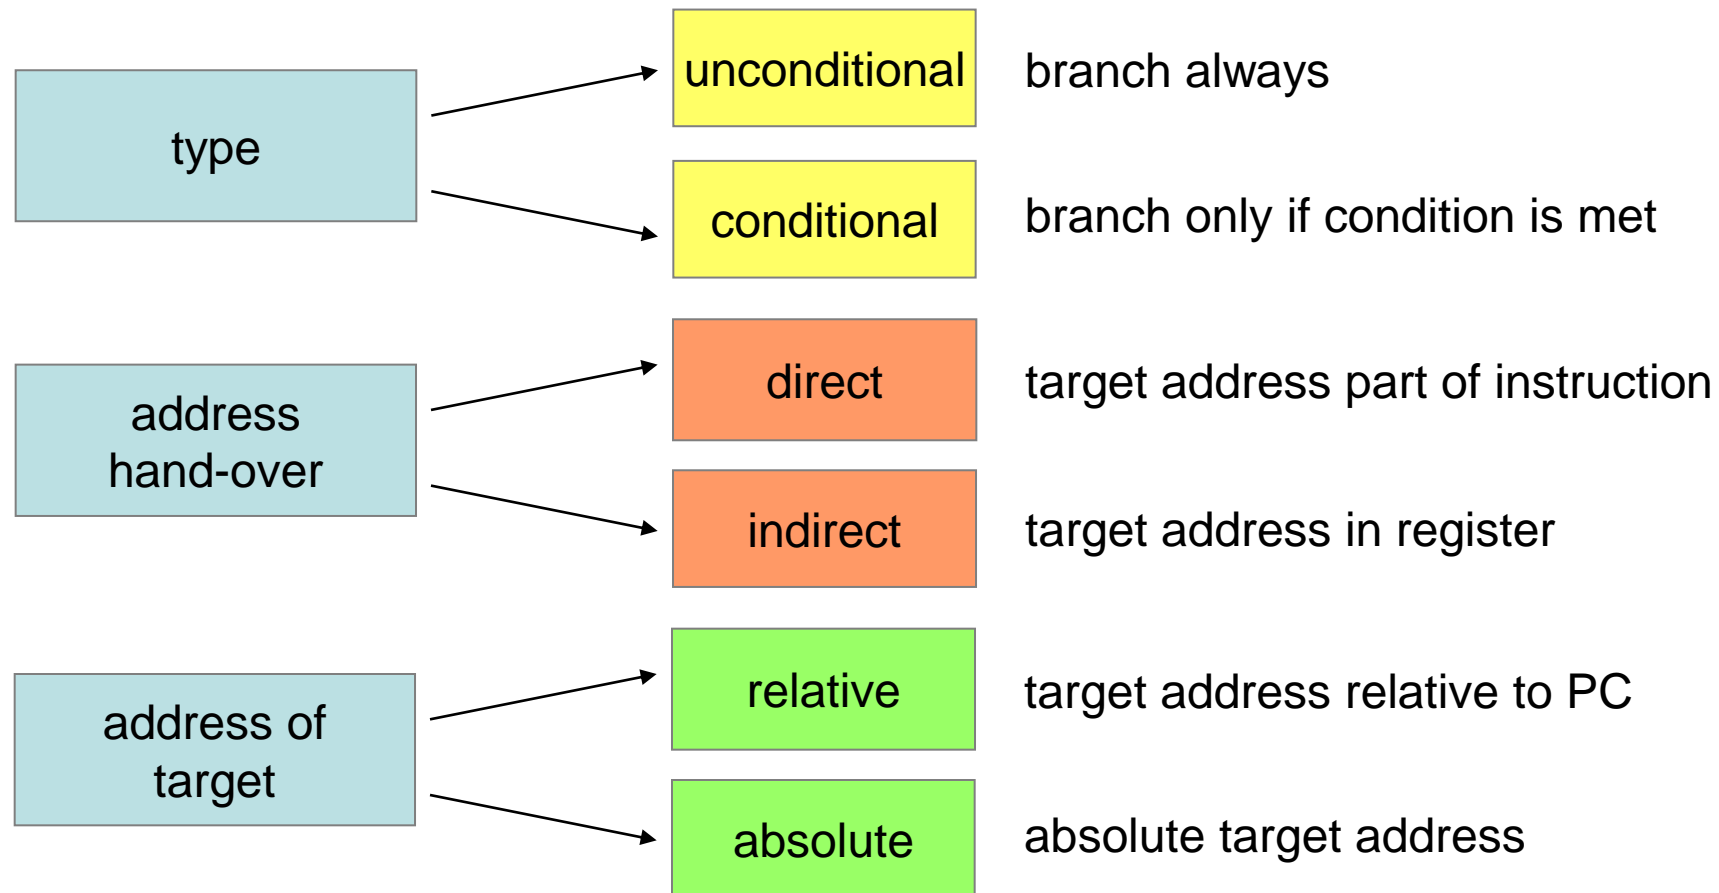 type
unconditional
branch always
conditional
branch only if condition is met
address
hand-over
direct
target address part of instruction
indirect
target address in register
address of
target
relative
target address relative to PC
absolute
absolute target address